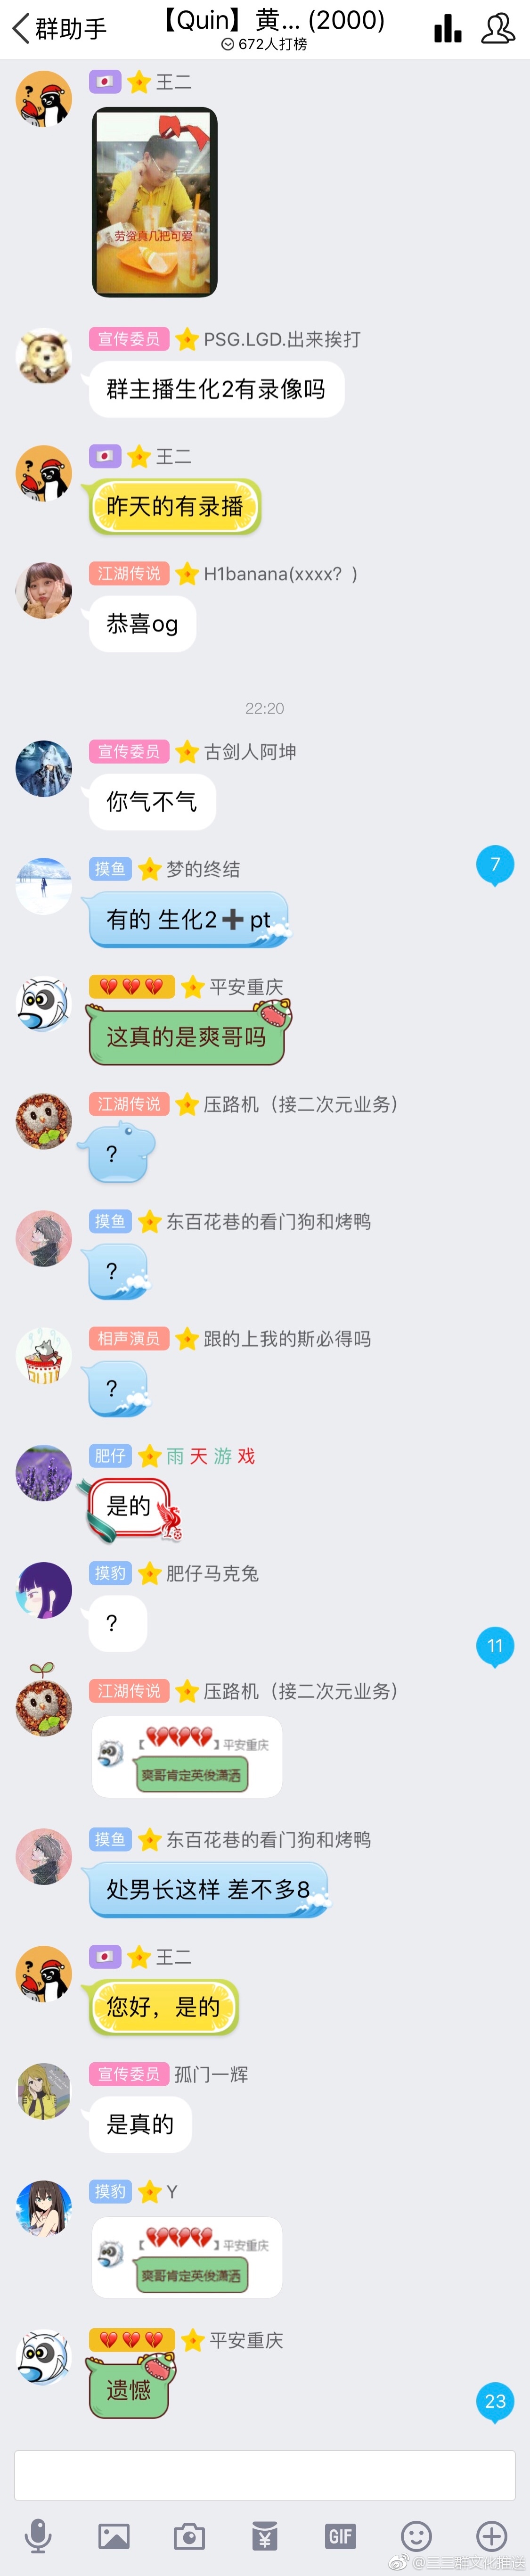 群助手
【Quin】黄... (2000)
672人打榜
王二
劳资真几把可爱
宣传委员 PSG.LGD.出来挨打
群主播生化2有录像吗
王二
昨天的有录播
江湖传说 H1banana(xxxx? )
恭喜og
22:20
宣传委员 古剑人阿坤
你气不气
7
摸鱼 梦的终结
有的 生化2➕pt
💔💔💔 平安重庆
这真的是爽哥吗
江湖传说 压路机（接二次元业务）
?
摸鱼 东百花巷的看门狗和烤鸭
?
相声演员 跟的上我的斯必得吗
?
肥仔 雨天游戏
是的
摸豹 肥仔马克兔
?
11
江湖传说 压路机（接二次元业务）
【💔💔💔💔💔】平安重庆
爽哥肯定英俊潇洒
摸鱼 东百花巷的看门狗和烤鸭
处男长这样 差不多8
王二
您好，是的
宣传委员 孤门一辉
是真的
摸豹 Y
【💔💔💔💔💔】平安重庆
爽哥肯定英俊潇洒
💔💔💔 平安重庆
遗憾
23
GIF
@三三群文化推送